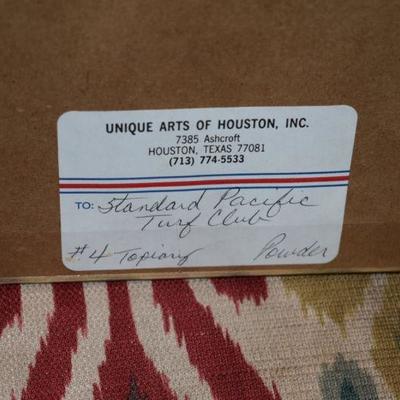 UNIQUE ARTS OF HOUSTON, INC.
7385 Ashcroft
HOUSTON, TEXAS 77081
(713) 774-5533
TO: Standard Pacific
Turf Club
#4 Topiary Powder